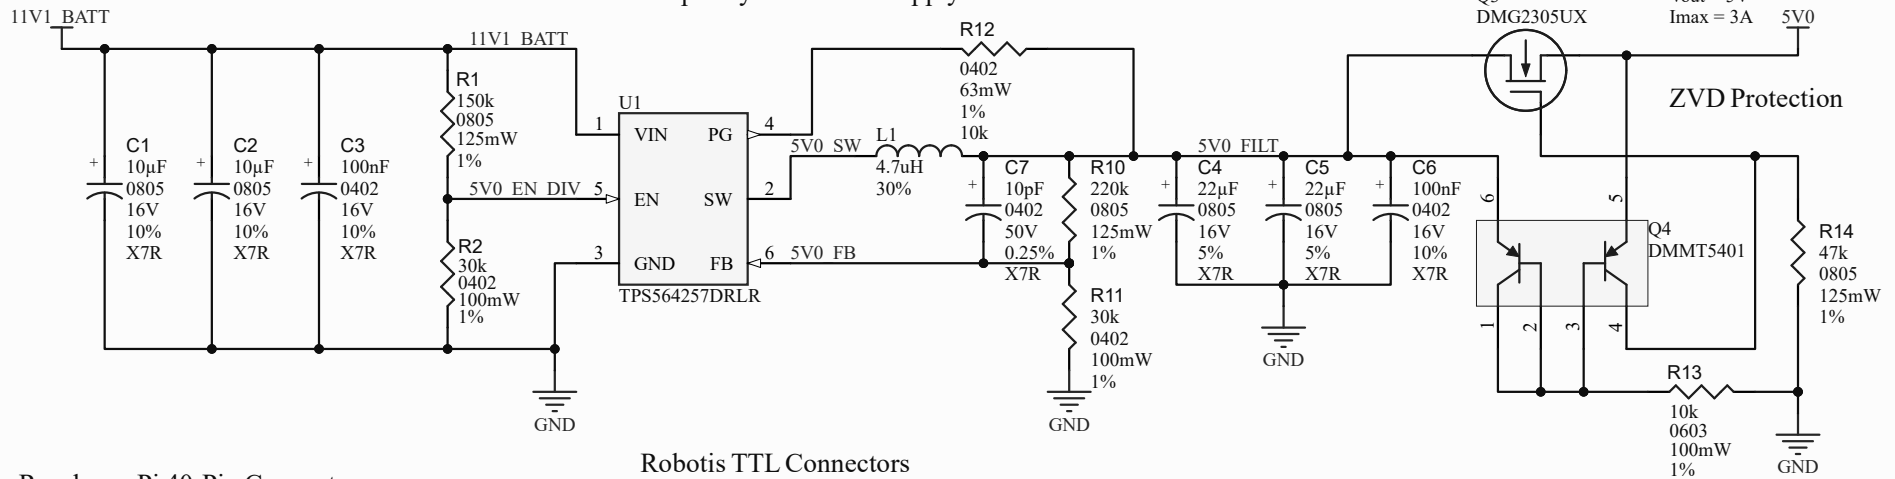 11V1_BATT
11V1_BATT
R1
150k
0805
125mW
1%
C1
10µF
0805
16V
10%
X7R
C2
10µF
0805
16V
10%
X7R
C3
100nF
0402
16V
10%
X7R
+
+
+
5V0_EN_DIV
R2
30k
0402
100mW
1%
U1
1
VIN
PG
4
5
EN
SW
2
3
GND
FB
6
TPS564257DRLR
GND
R12
0402
63mW
1%
10k
5V0_SW
L1
4.7uH
30%
5V0_FB
+
C7
10pF
0402
50V
0.25%
X7R
R10
220k
0805
125mW
1%
R11
30k
0402
100mW
1%
GND
5V0_FILT
+
C4
22µF
0805
16V
5%
X7R
+
C5
22µF
0805
16V
5%
X7R
+
C6
100nF
0402
16V
10%
X7R
GND
DMG2305UX
Imax = 3A
5V0
ZVD Protection
6
5
Q4
DMMT5401
1
2
3
4
R14
47k
0805
125mW
1%
R13
10k
0603
100mW
1%
GND
Robotis TTL Connectors